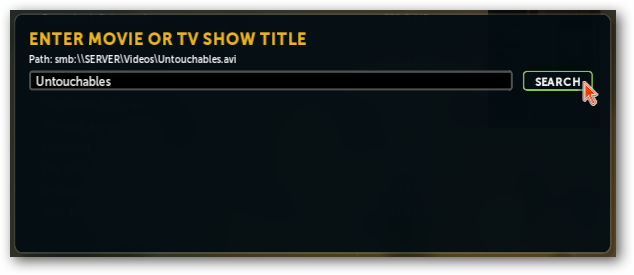 ENTER MOVIE OR TV SHOW TITLE
Path: smb:\\SERVER\Videos\Untouchables.avi
Untouchables
SEARCH